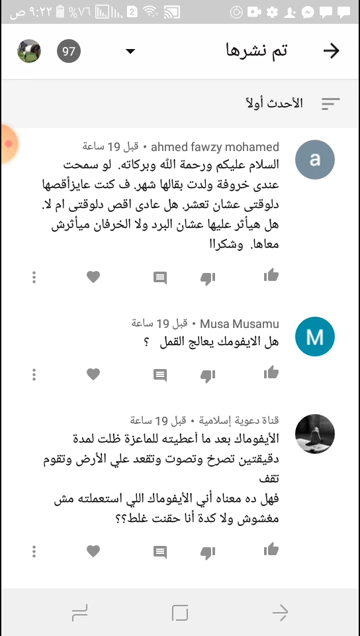 ٩:٢٢ ص
٪٧٦
تم نشرها
97
الأحدث أولاً
ahmed fawzy mohamed • قبل 19 ساعة
السلام عليكم ورحمة الله وبركاته. لو سمحت
عندى خروفة ولدت بقالها شهر. ف كنت عايزأقصها
دلوقتى عشان تعشر. هل عادى اقص دلوقتى ام لا.
هل هيأثر عليها عشان البرد ولا الخرفان ميأثرش
معاها. وشكراا
a
Musa Musamu • قبل 19 ساعة
هل الايفومك يعالج القمل ؟
M
قناة دعوية إسلامية • قبل 19 ساعة
الأيفوماك بعد ما أعطيته للماعزة ظلت لمدة
دقيقتين تصرخ وتصوت وتقعد علي الأرض وتقوم
تقف
فهل ده معناه أني الأيفوماك اللي استعملته مش
مغشوش ولا كدة أنا حقنت غلط؟؟